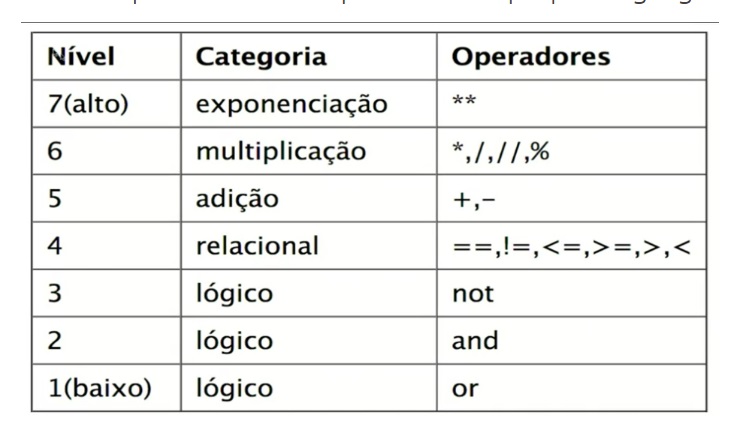 Nível Categoria Operadores
7(alto) exponenciação **
6 multiplicação *,/,//,%
5 adição +,-
4 relacional ==,!=,<=,>=,>,<
3 lógico not
2 lógico and
1(baixo) lógico or